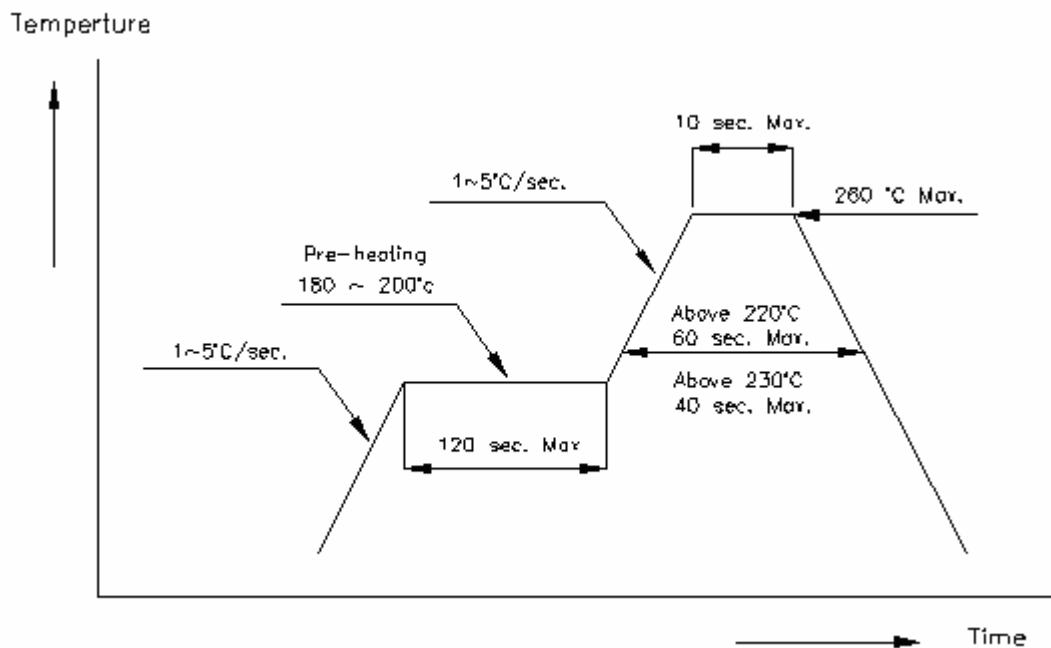 Temperture
10 sec. Max.
1~5°C/sec.
260 °C Max.
Pre-heating
180 ~ 200°c
Above 220°C
60 sec. Max.
1~5°C/sec.
Above 230°C
40 sec. Max.
120 sec. Max
Time